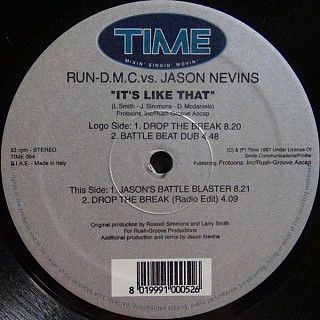 TIME
MIXIN' SINGIN' MOVIN'
RUN-D.M.C. vs. JASON NEVINS
"IT'S LIKE THAT"
(L. Smith - J. Simmons - D. Mcdaniels)
Protoons, Inc/Rush-Groove Ascap
Logo Side: 1. DROP THE BREAK 8.20
2. BATTLE BEAT DUB 4.48
33 rpm - STEREO
TIME 094
S.I.A.E. - Made in Italy
(C) & (P) Time 1997 Under License Of
Smile Communications/Profile
Publishing: Protoons, Inc/Rush-Groove Ascap
This Side: 1. JASON'S BATTLE BLASTER 8.21
2. DROP THE BREAK (Radio Edit) 4.09
Original production by Russell Simmons and Larry Smith
For Rush-Groove Productions
Additional production and remix by Jason Nevins
8 019991 000526